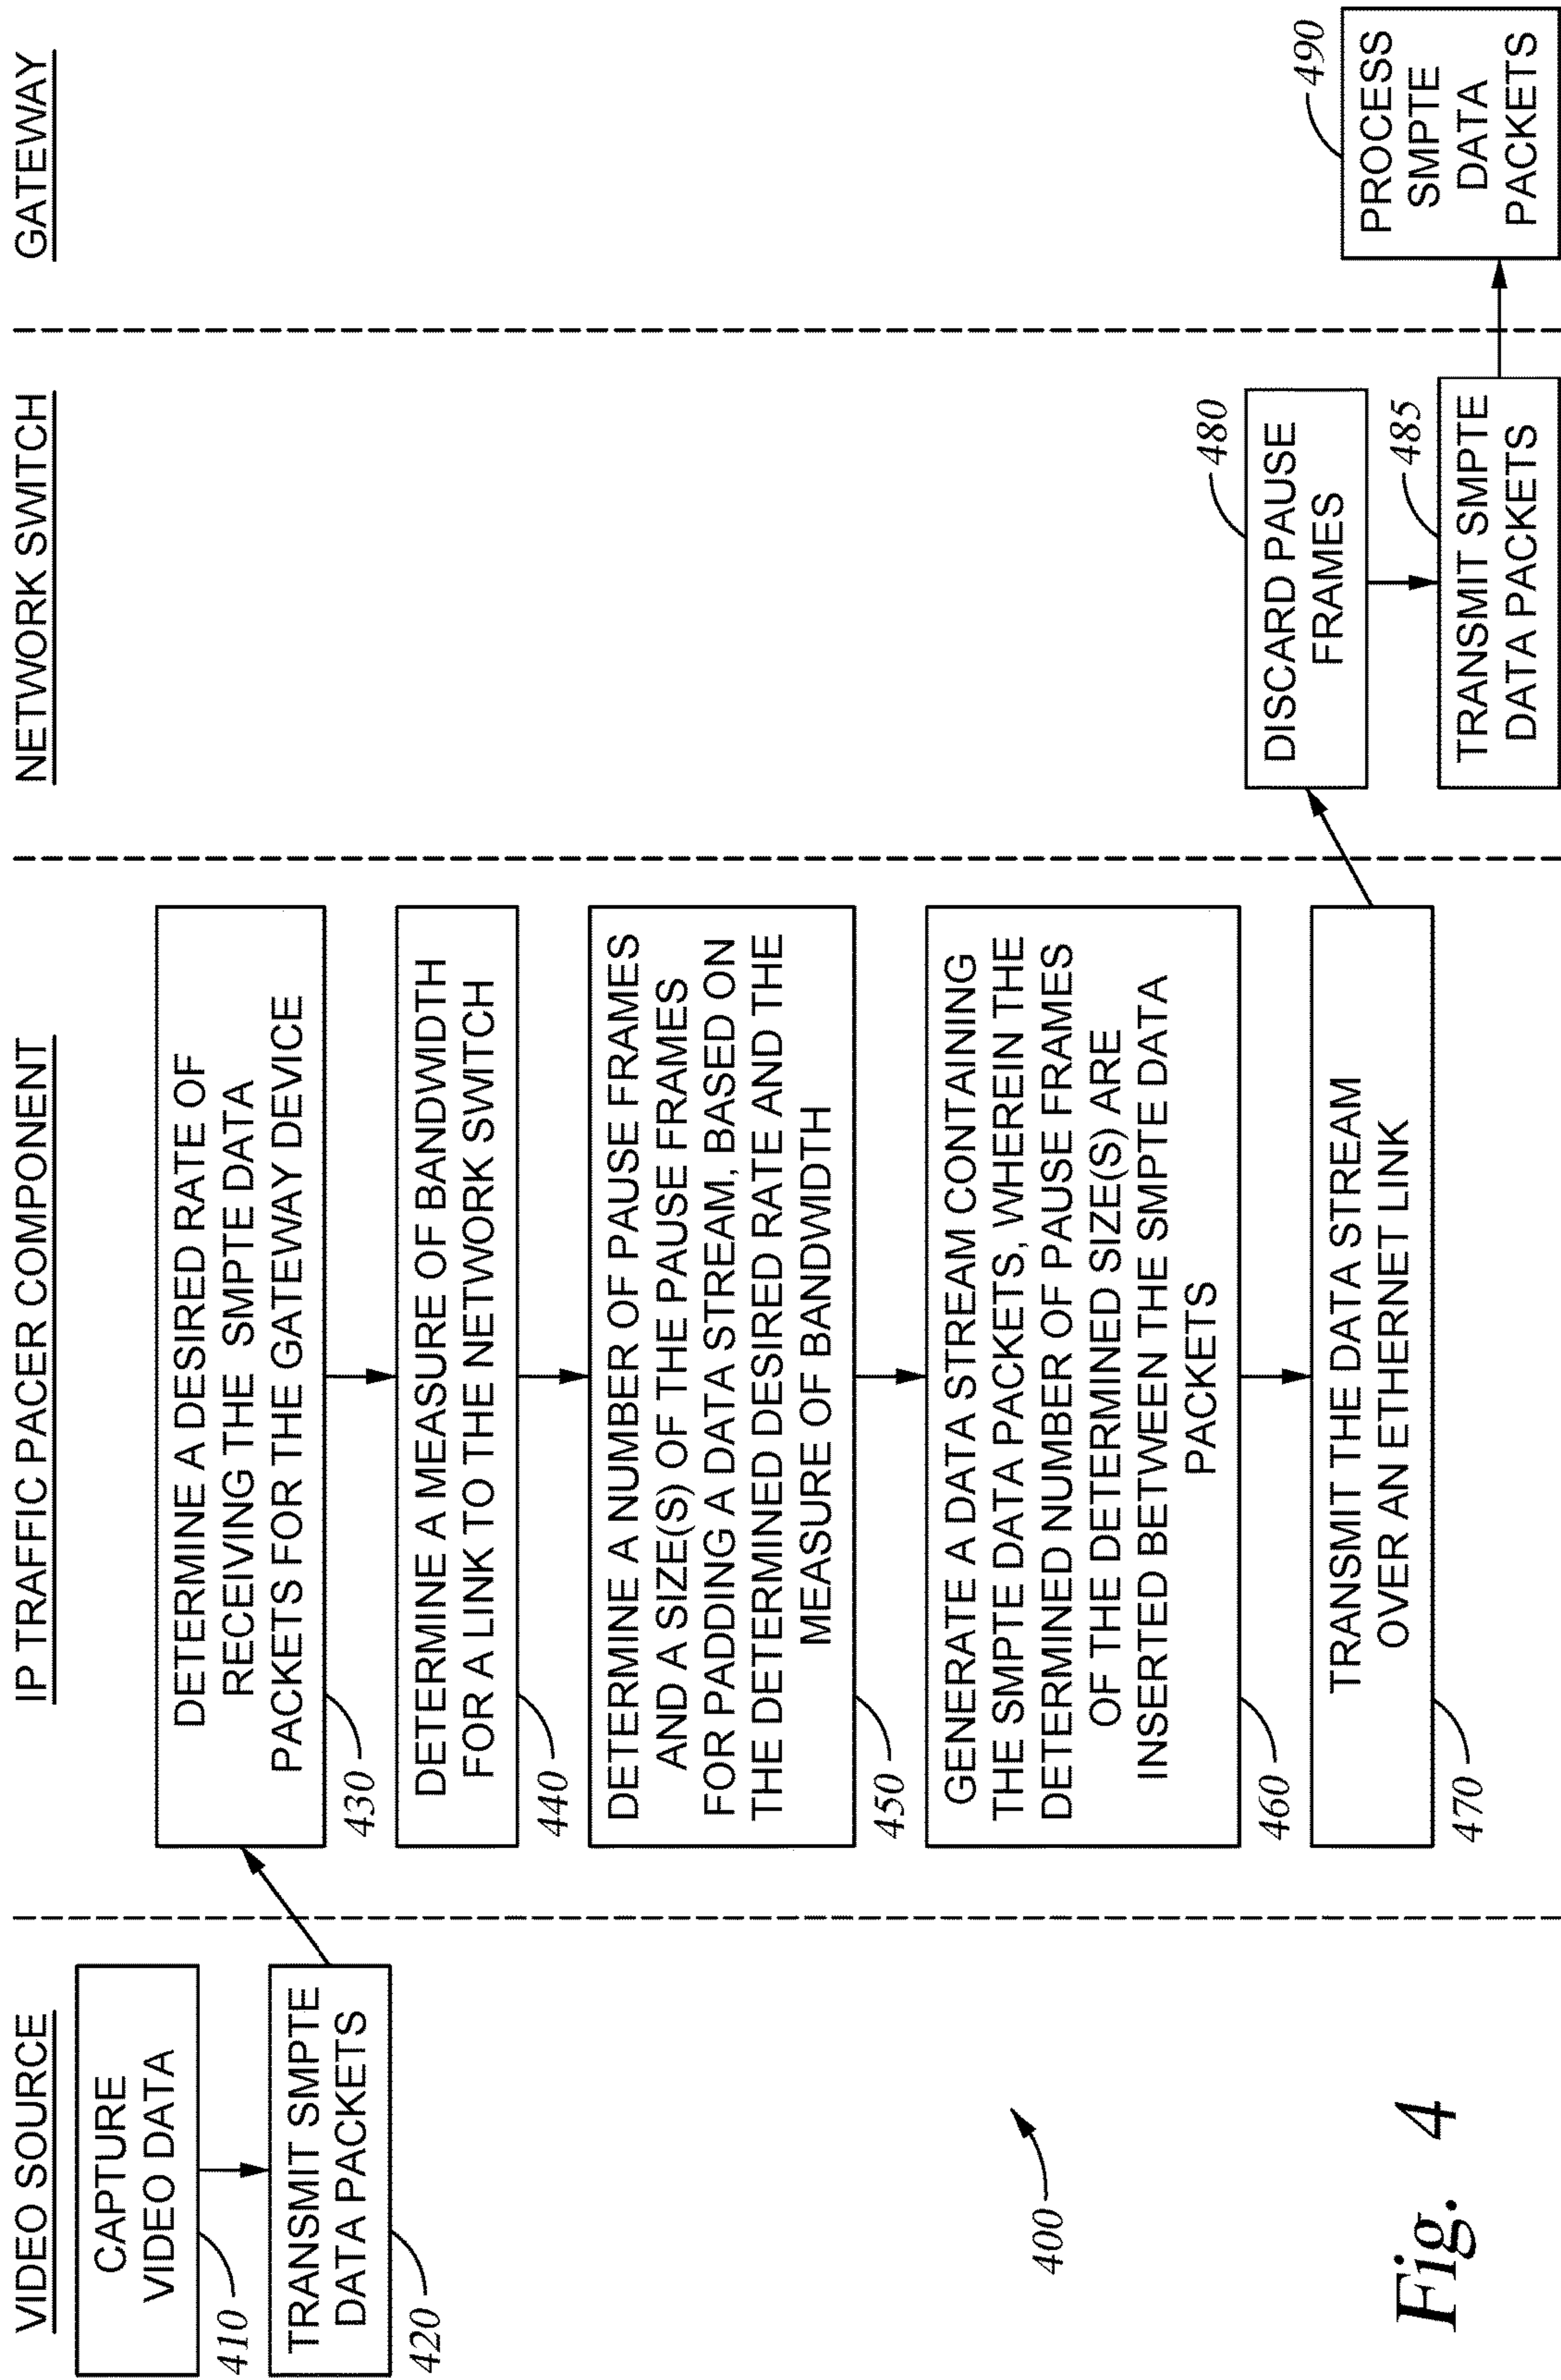 VIDEO SOURCE
CAPTURE
VIDEO DATA
410
TRANSMIT SMPTE
DATA PACKETS
420
IP TRAFFIC PACER COMPONENT
DETERMINE A DESIRED RATE OF
RECEIVING THE SMPTE DATA
PACKETS FOR THE GATEWAY DEVICE
430
DETERMINE A MEASURE OF BANDWIDTH
FOR A LINK TO THE NETWORK SWITCH
440
DETERMINE A NUMBER OF PAUSE FRAMES
AND A SIZE(S) OF THE PAUSE FRAMES
FOR PADDING A DATA STREAM, BASED ON
THE DETERMINED DESIRED RATE AND THE
MEASURE OF BANDWIDTH
450
GENERATE A DATA STREAM CONTAINING
THE SMPTE DATA PACKETS, WHEREIN THE
DETERMINED NUMBER OF PAUSE FRAMES
OF THE DETERMINED SIZE(S) ARE
INSERTED BETWEEN THE SMPTE DATA
PACKETS
460
TRANSMIT THE DATA STREAM
OVER AN ETHERNET LINK
470
NETWORK SWITCH
DISCARD PAUSE
FRAMES
480
TRANSMIT SMPTE
DATA PACKETS
485
GATEWAY
PROCESS
SMPTE
DATA
PACKETS
490
400
Fig. 4